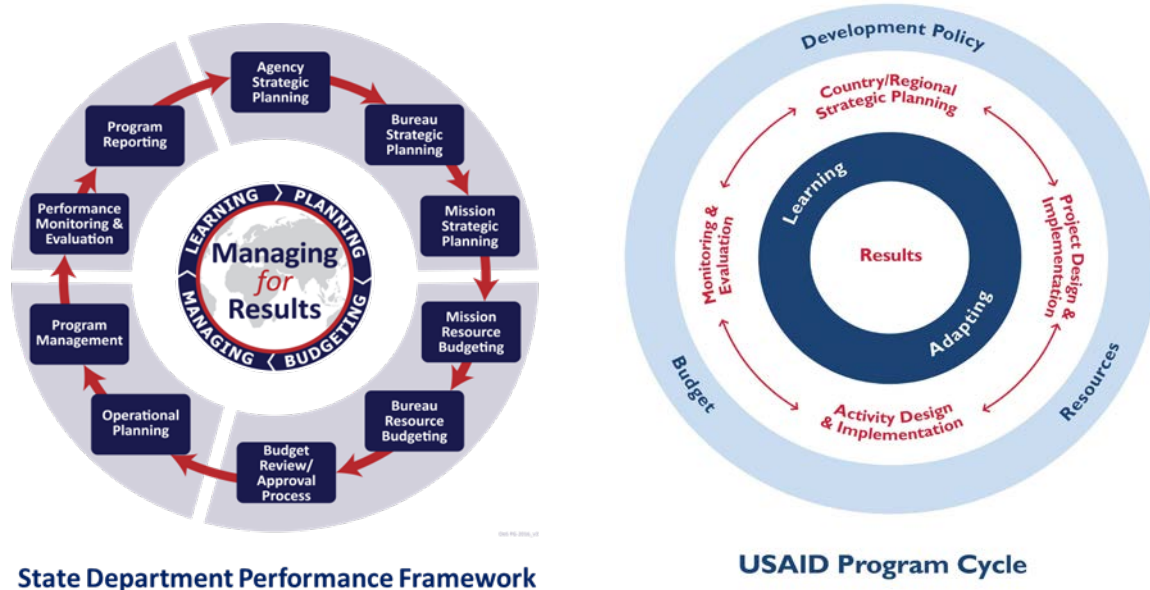 Agency
Strategic
Planning
Bureau
Strategic
Planning
Mission
Strategic
Planning
Mission
Resource
Budgeting
Bureau
Resource
Budgeting
Budget
Review/
Approval
Process
Operational
Planning
Program
Management
Performance
Monitoring &
Evaluation
Program
Reporting
LEARNING
PLANNING
BUDGETING
MANAGING
Managing
for
Results
State Department Performance Framework
Development Policy
Country/Regional
Strategic Planning
Project Design &
Implementation
Activity Design
& Implementation
Monitoring &
Evaluation
Learning
Adapting
Results
Budget
Resources
USAID Program Cycle